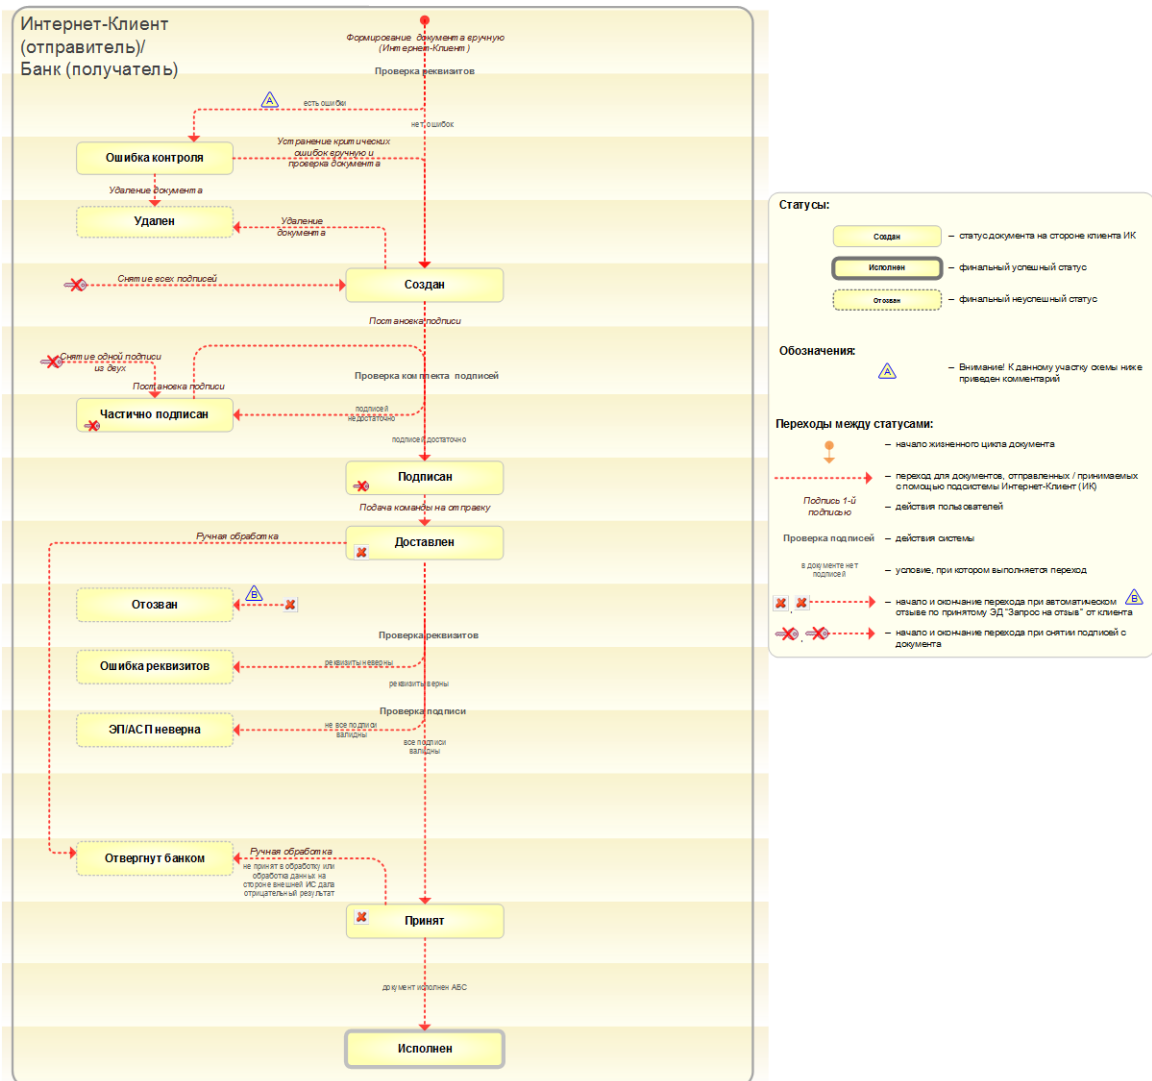 Интернет-Клиент
(отправитель)/
Банк (получатель)
Формирование документа вручную
(Интернет-Клиент)
Проверка реквизитов
A
есть ошибки
нет ошибок
Устранение критических
ошибок вручную и
проверка документа
Ошибка контроля
Удаление документа
Удален
Удаление
документа
Снятие всех подписей
Создан
Постановка подписи
Снятие одной подписи
из двух
Проверка комплекта подписей
Постановка подписи
Частично подписан
подписей
недостаточно
подписей достаточно
Подписан
Подача команды на отправку
Ручная обработка
Доставлен
B
Отозван
Проверка реквизитов
Ошибка реквизитов
реквизиты неверны
реквизиты верны
Проверка подписи
ЭП/АСП неверна
не все подписи
валидны
все подписи
валидны
Отвергнут банком
Ручная обработка
не принят в обработку или
обработка данных на
стороне внешней ИС дала
отрицательный результат
Принят
документ исполнен АБС
Исполнен
Статусы:
Создан
– статус документа на стороне клиента ИК
Исполнен
– финальный успешный статус
Отозван
– финальный неуспешный статус
Обозначения:
A
– Внимание! К данному участку схемы ниже
приведен комментарий
Переходы между статусами:
– начало жизненного цикла документа
– переход для документов, отправленных / принимаемых
с помощью подсистемы Интернет-Клиент (ИК)
Подпись 1-й
подписью
– действия пользователей
Проверка подписей
– действия системы
в документе нет
подписей
– условие, при котором выполняется переход
– начало и окончание перехода при автоматическом
отзыве по принятому ЭД "Запрос на отзыв" от клиента
B
– начало и окончание перехода при снятии подписей с
документа